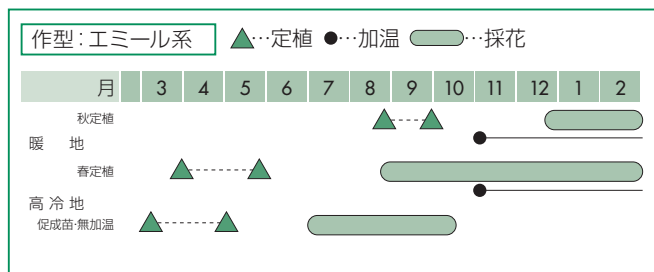 作型:エミール系 ▲…定植 ●…加温 …採花
月 3 4 5 6 7 8 9 10 11 12 1 2
秋定植
暖地
春定植
高冷地
促成苗・無加温